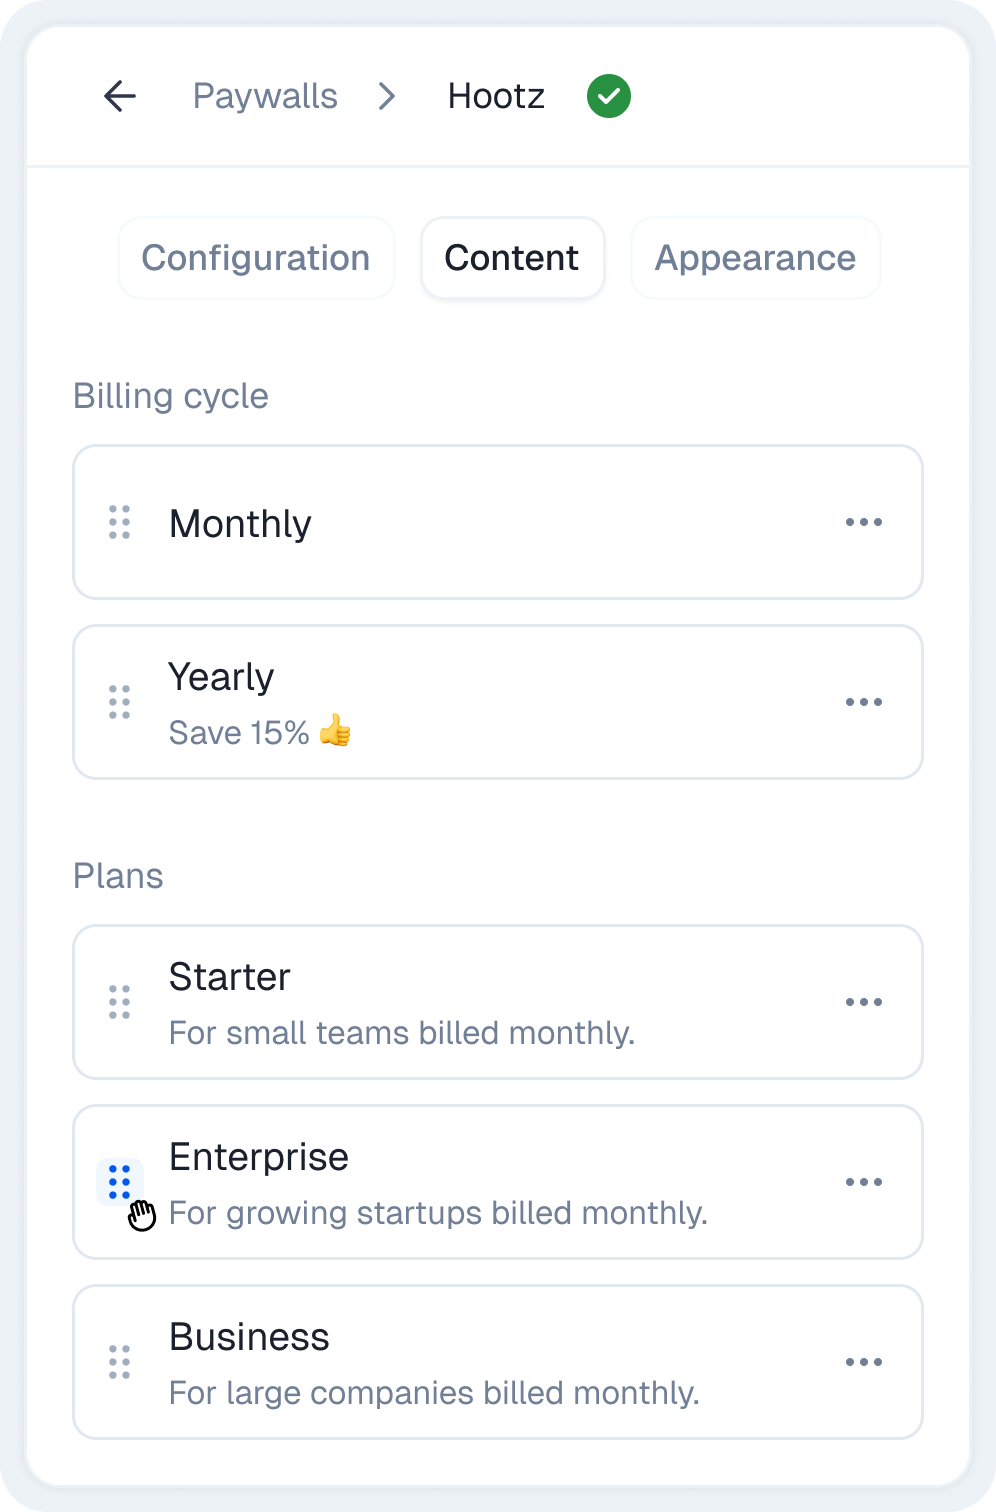 Paywalls Hootz
Configuration Content Appearance
Billing cycle
Monthly
Yearly
Save 15% 👍
Plans
Starter
For small teams billed monthly.
Enterprise
For growing startups billed monthly.
Business
For large companies billed monthly.